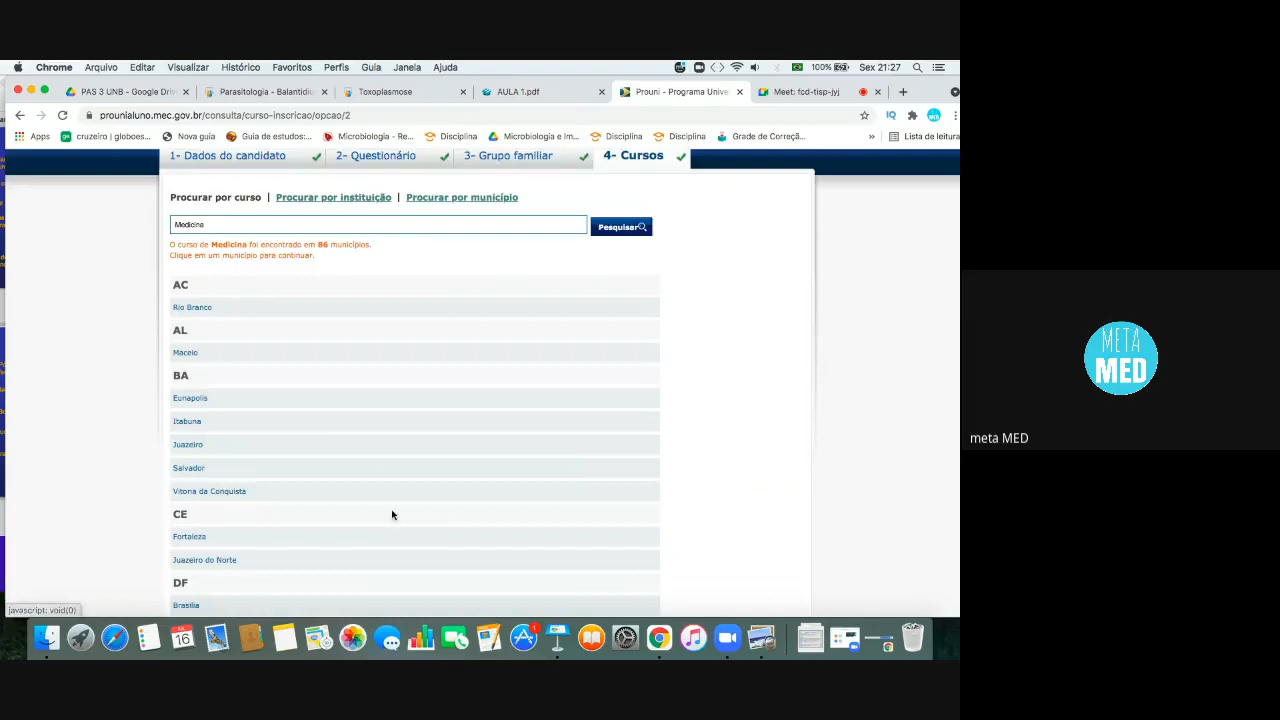 Chrome Arquivo Editar Visualizar Histórico Favoritos Perfis Guia Janela Ajuda 100% Sex 21:27
PAS 3 UNB - Google Driv Parasitologia - Balantidiu Toxoplasmose AULA 1.pdf Prouni - Programa Unive Meet: fcd-tisp-jyj
prounialuno.mec.gov.br/consulta/curso-inscricao/opcao/2
Apps cruzeiro | globoes... Nova guia Guia de estudos:... Microbiologia - Re... Disciplina Microbiologia e Im... Disciplina Disciplina Grade de Correçã... » Lista de leitura
1- Dados do candidato 2- Questionário 3- Grupo familiar 4- Cursos
Procurar por curso | Procurar por instituição | Procurar por município
Medicina Pesquisar
O curso de Medicina foi encontrado em 86 municípios.
Clique em um município para continuar.
AC
Rio Branco
AL
Maceio
BA
Eunapolis
Itabuna
Juazeiro
Salvador
Vitoria da Conquista
CE
Fortaleza
Juazeiro do Norte
DF
Brasilia
javascript: void(0)
16
1
META
MED
meta MED